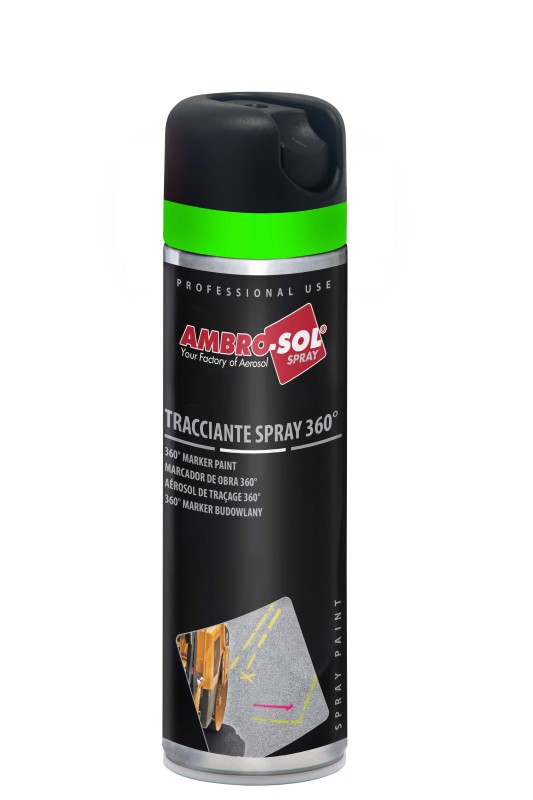 PROFESSIONAL USE
AMBRO-SOL®
Your Factory of Aerosol
SPRAY
TRACCIANTE SPRAY 360°
360° MARKER PAINT
MARCADOR DE OBRA 360°
AÉROSOL DE TRAÇAGE 360°
360° MARKER BUDOWLANY
SPRAY PAINT